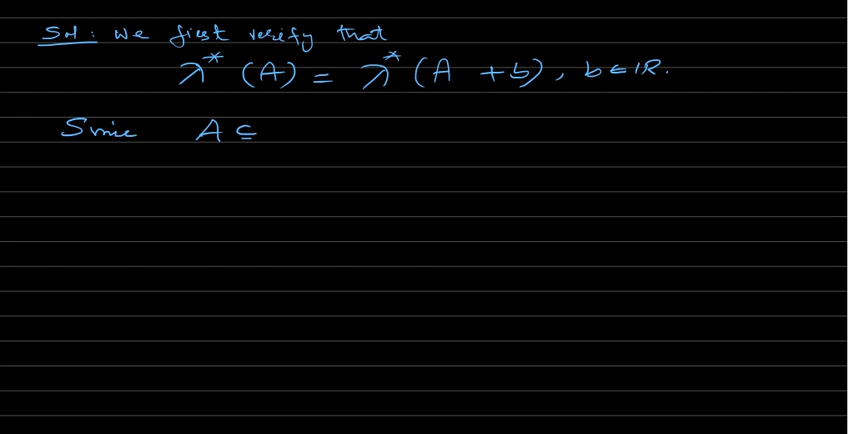 Sol: We first verify that
λ* (A) = λ* (A + b), b ∈ ℝ.
Since A ⊆